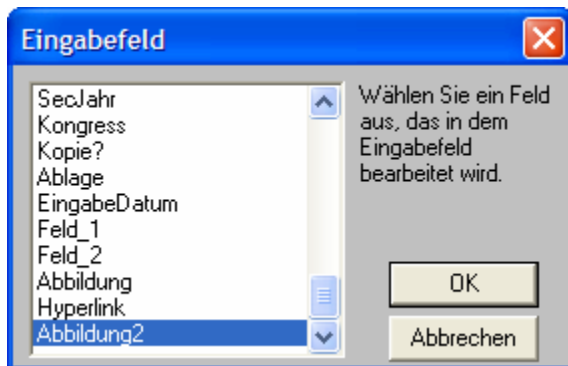 Eingabefeld
SecJahr
Kongress
Kopie?
Ablage
EingabeDatum
Feld_1
Feld_2
Abbildung
Hyperlink
Abbildung2
Wählen Sie ein Feld
aus, das in dem
Eingabefeld
bearbeitet wird.
OK
Abbrechen